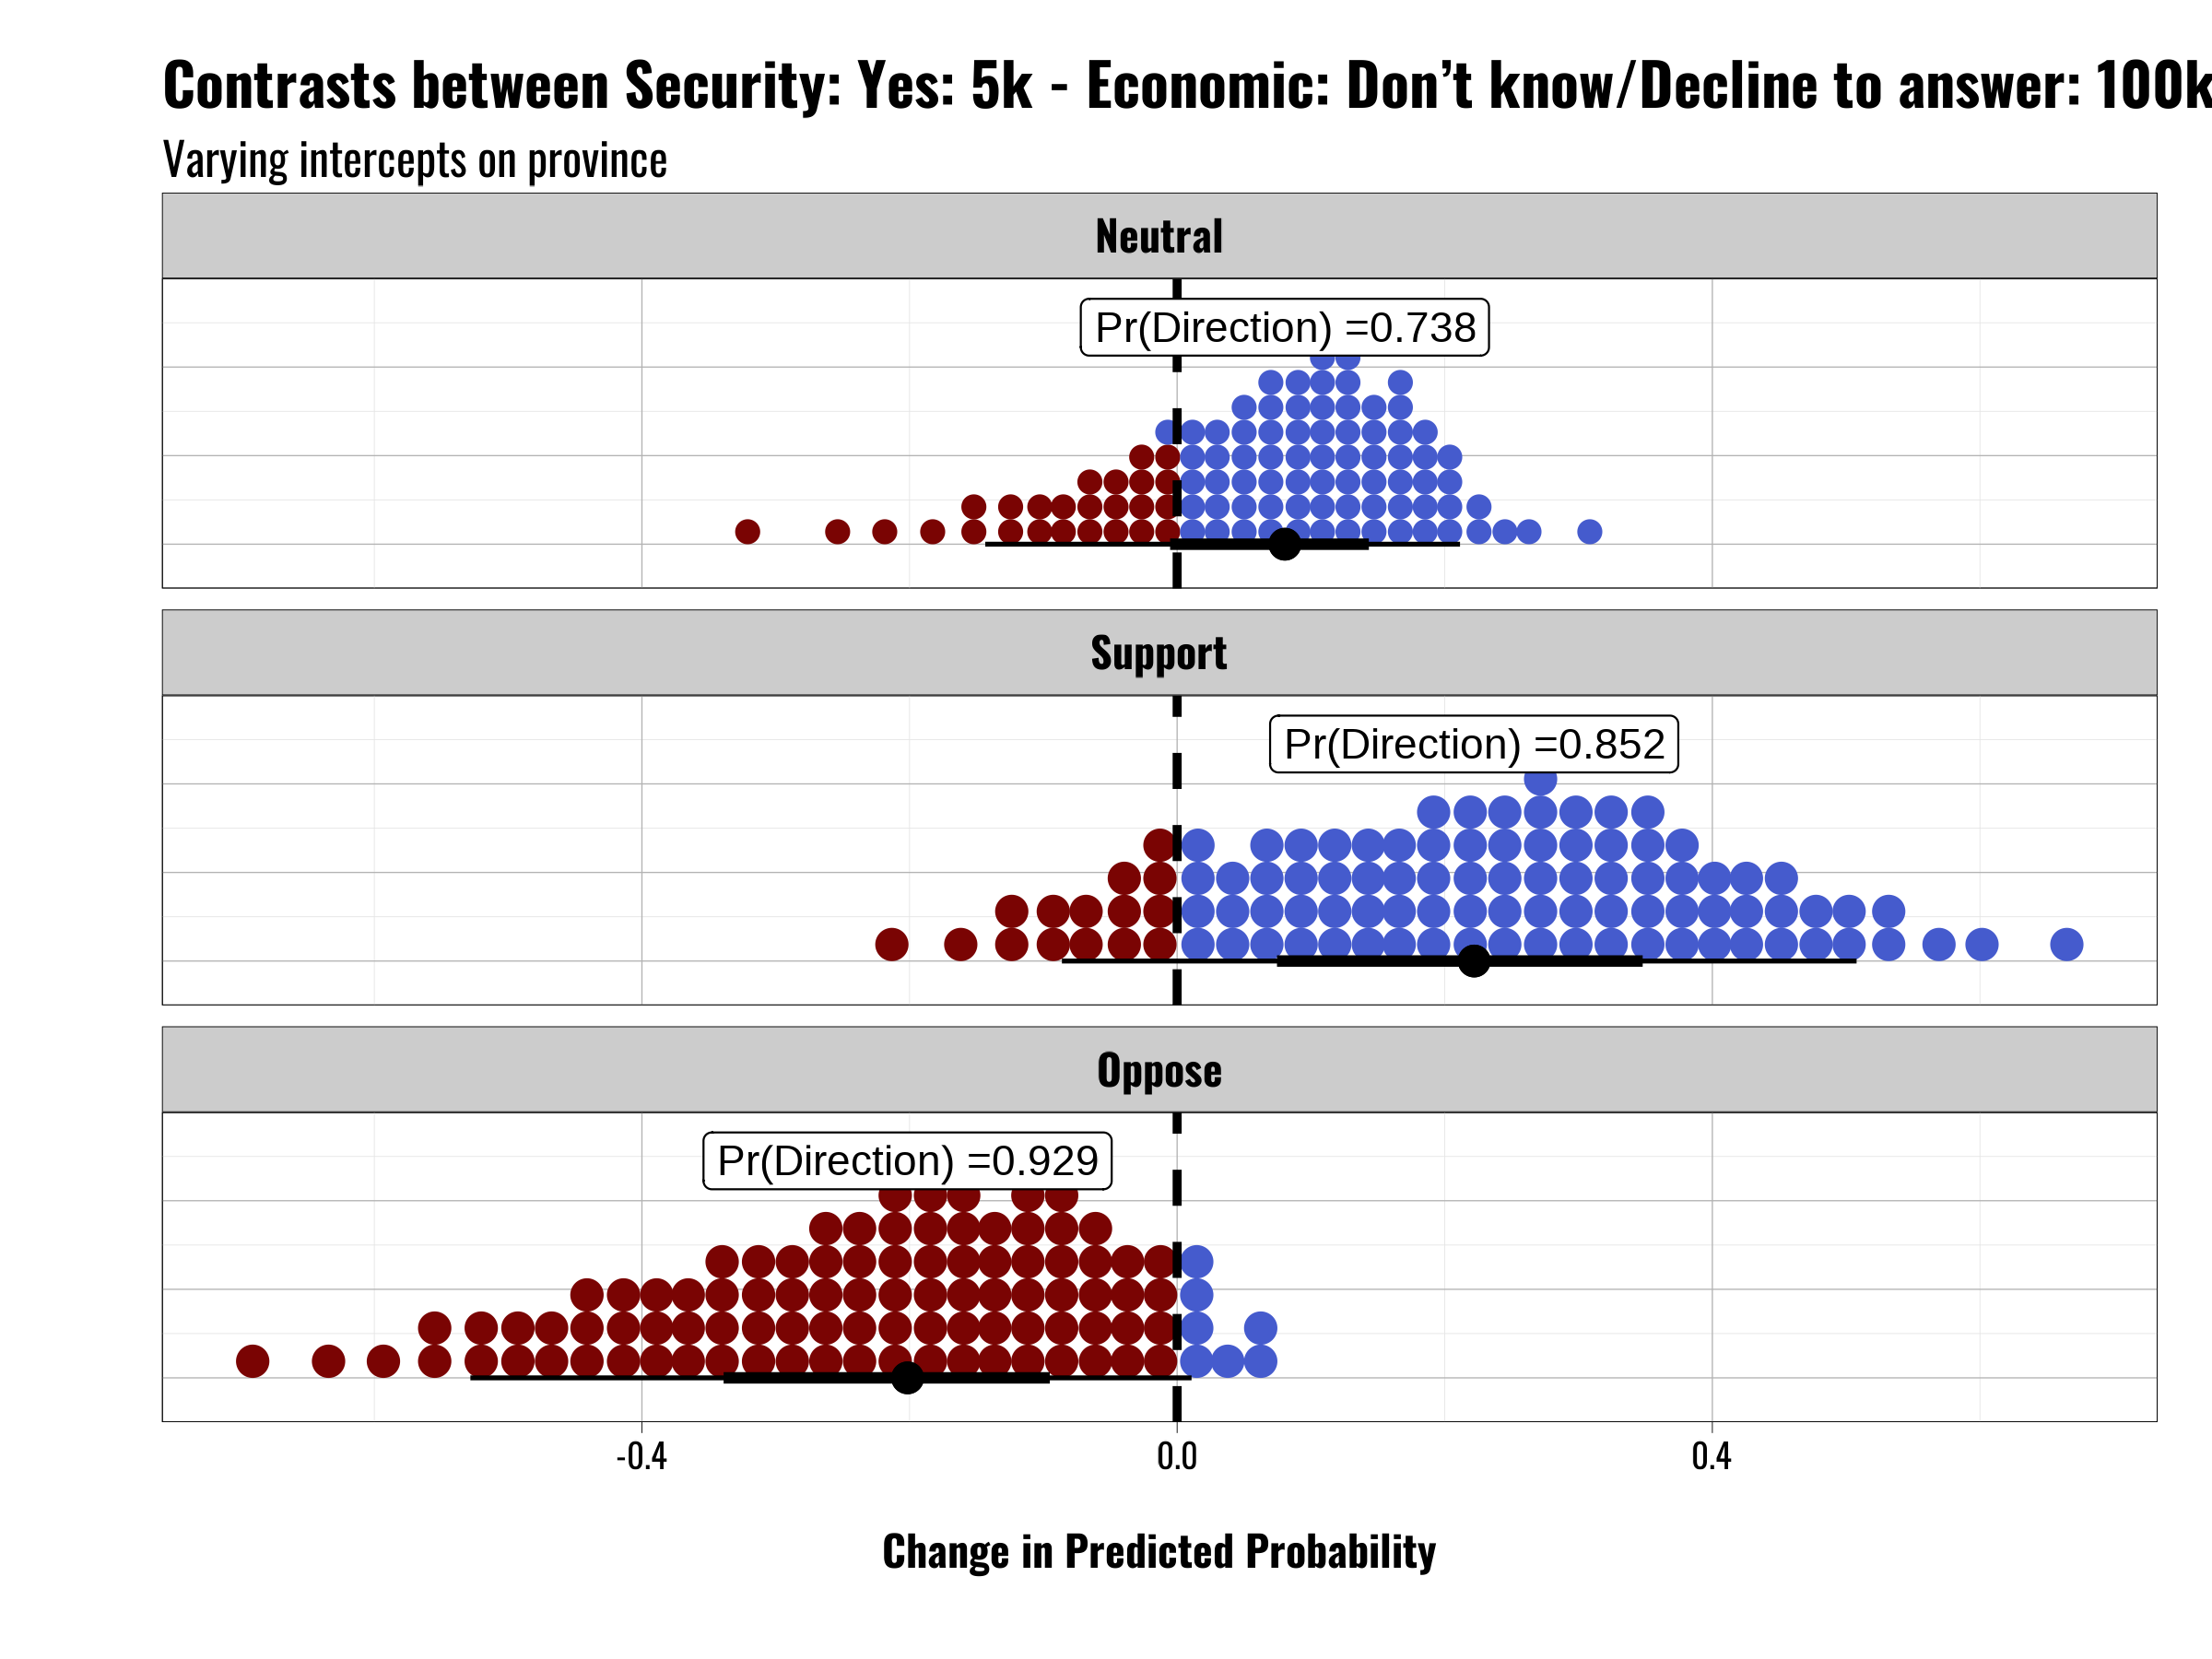 Contrasts between Security: Yes: 5k - Economic: Don’t know/Decline to answer: 100k
Varying intercepts on province
Neutral
Pr(Direction) =0.738
Support
Pr(Direction) =0.852
Oppose
Pr(Direction) =0.929
-0.4 0.0 0.4
Change in Predicted Probability